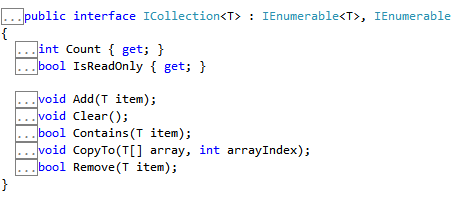 ...public interface ICollection<T> : IEnumerable<T>, IEnumerable
{
...int Count { get; }
...bool IsReadOnly { get; }
...void Add(T item);
...void Clear();
...bool Contains(T item);
...void CopyTo(T[] array, int arrayIndex);
...bool Remove(T item);
}